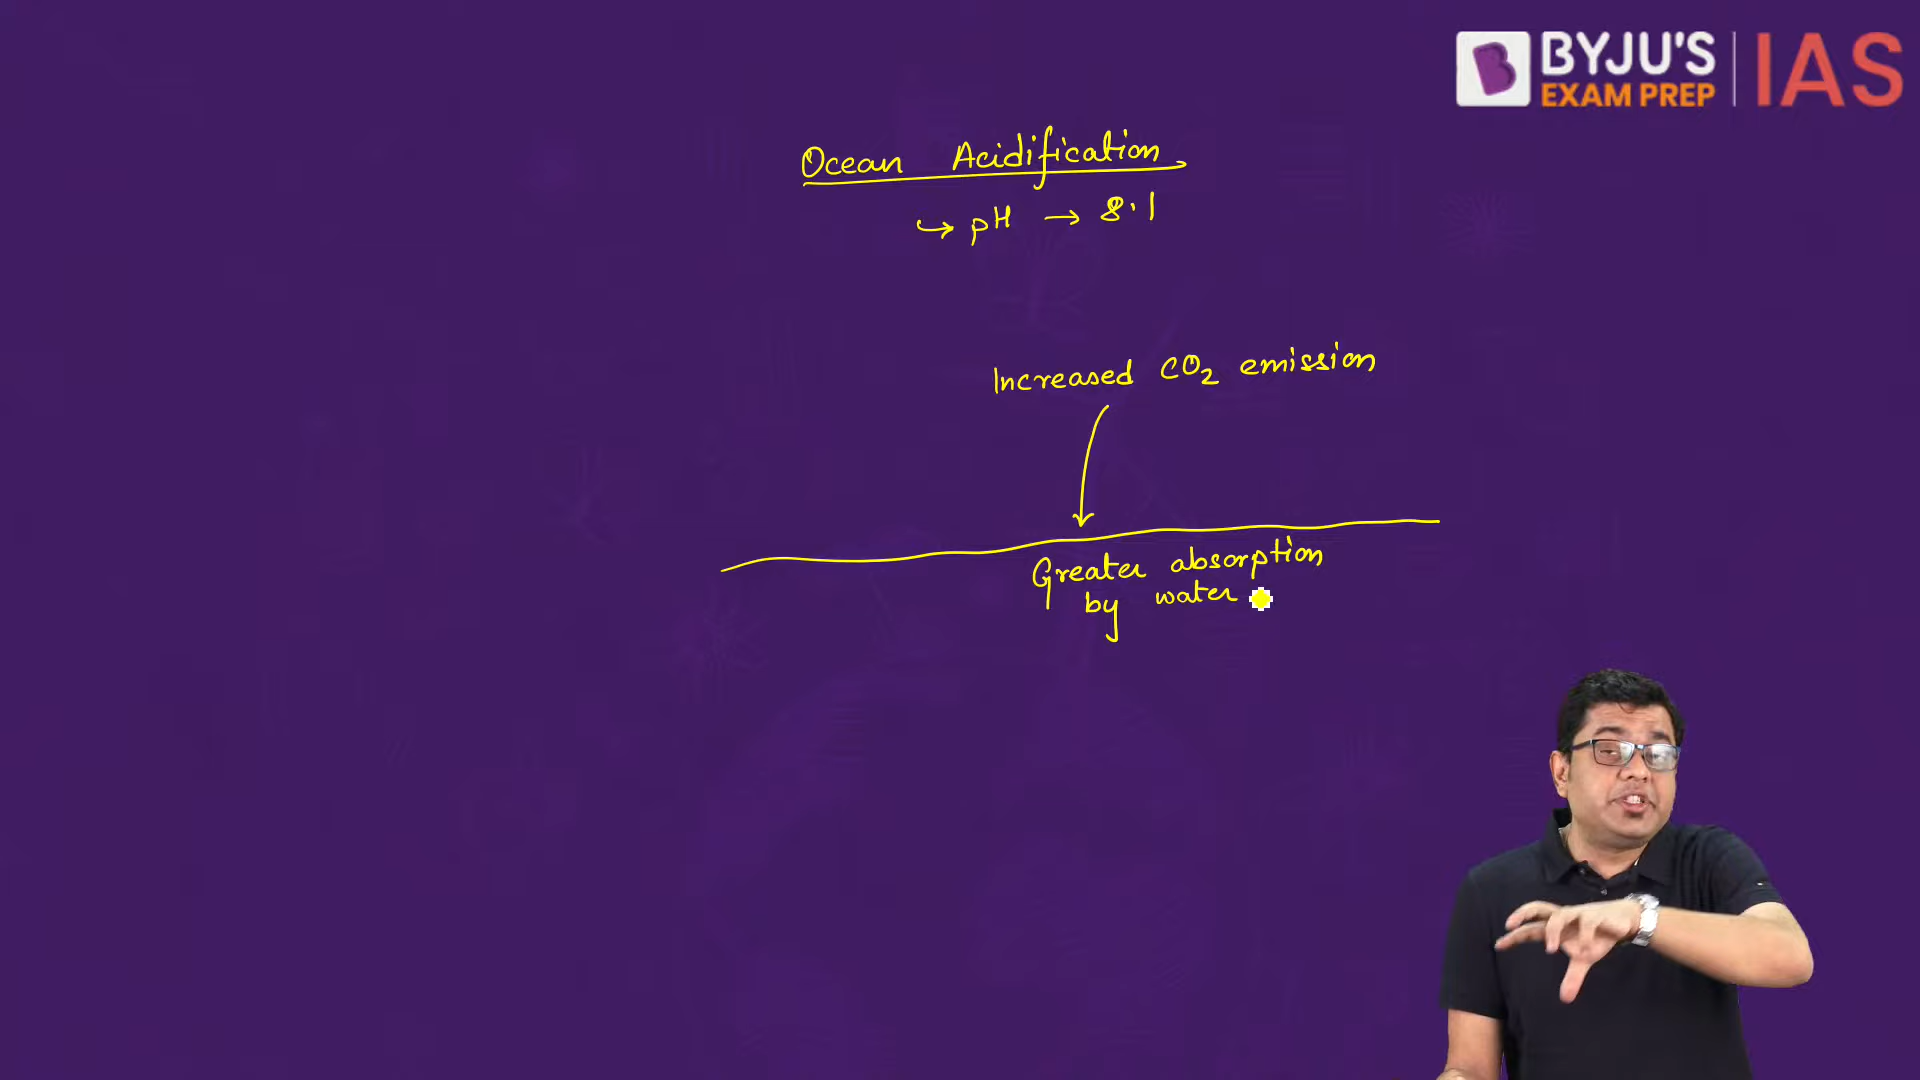 BYJU'S
EXAM PREP
IAS
Ocean Acidification
↪ pH → 8.1
Increased CO₂ emission
Greater absorption
by water